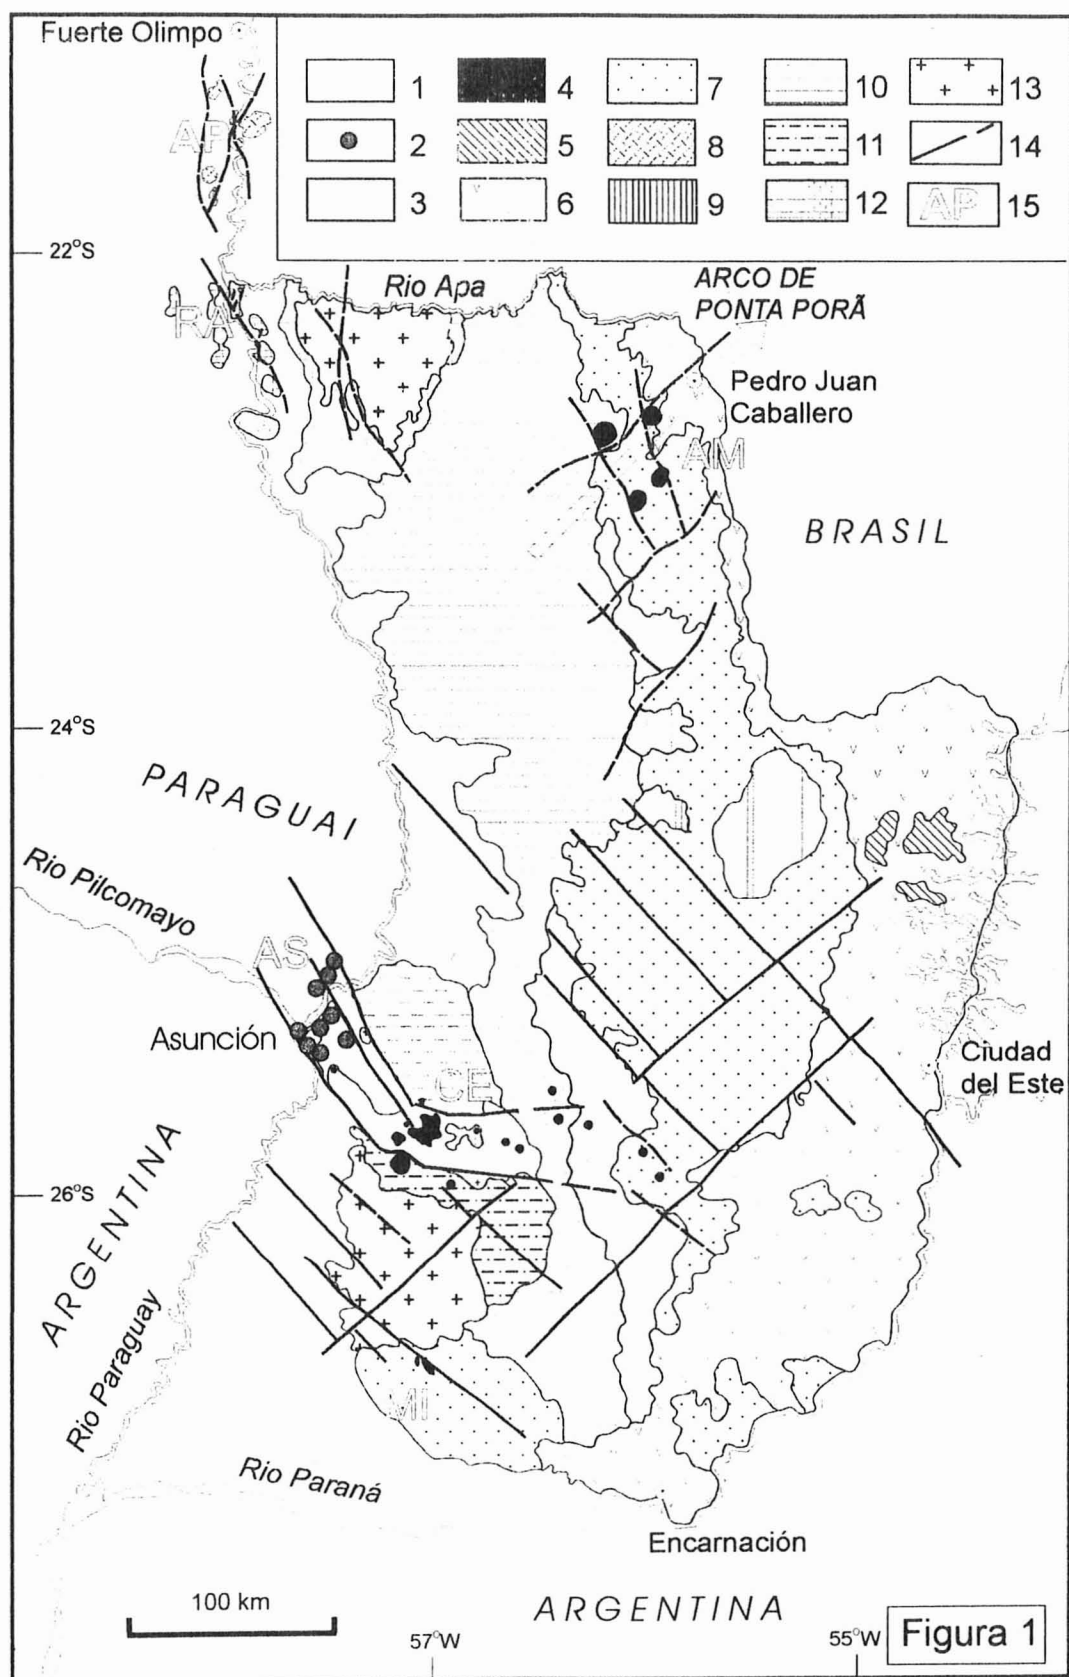 Fuerte Olimpo
1
4
7
10
13
2
5
8
11
14
3
6
9
12
AP
15
AP
22°S
Rio Apa
ARCO DE
PONTA PORÃ
RA
Pedro Juan
Caballero
AM
BRASIL
24°S
PARAGUAI
Rio Pilcomayo
AS
Asunción
CE
Ciudad
del Este
26°S
ARGENTINA
Rio Paraguay
MI
Rio Paraná
Encarnación
100 km
ARGENTINA
57°W
55°W
Figura 1